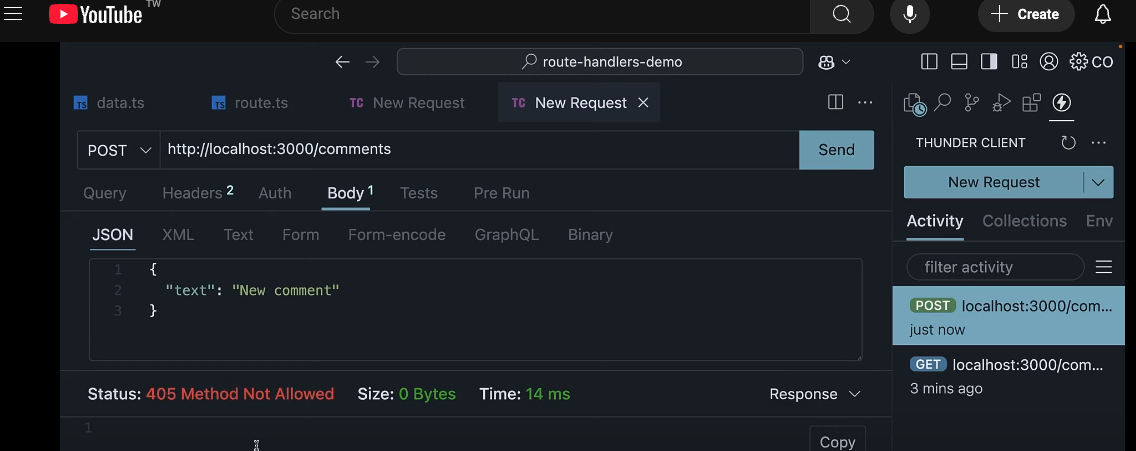 YouTube TW
Search
Create
route-handlers-demo
CO
TS data.ts
TS route.ts
TC New Request
TC New Request
POST
http://localhost:3000/comments
Send
Query
Headers 2
Auth
Body 1
Tests
Pre Run
JSON
XML
Text
Form
Form-encode
GraphQL
Binary
1 {
2 "text": "New comment"
3 }
Status: 405 Method Not Allowed Size: 0 Bytes Time: 14 ms
Response
1
Copy
THUNDER CLIENT
New Request
Activity
Collections
Env
filter activity
POST localhost:3000/com...
just now
GET localhost:3000/com...
3 mins ago